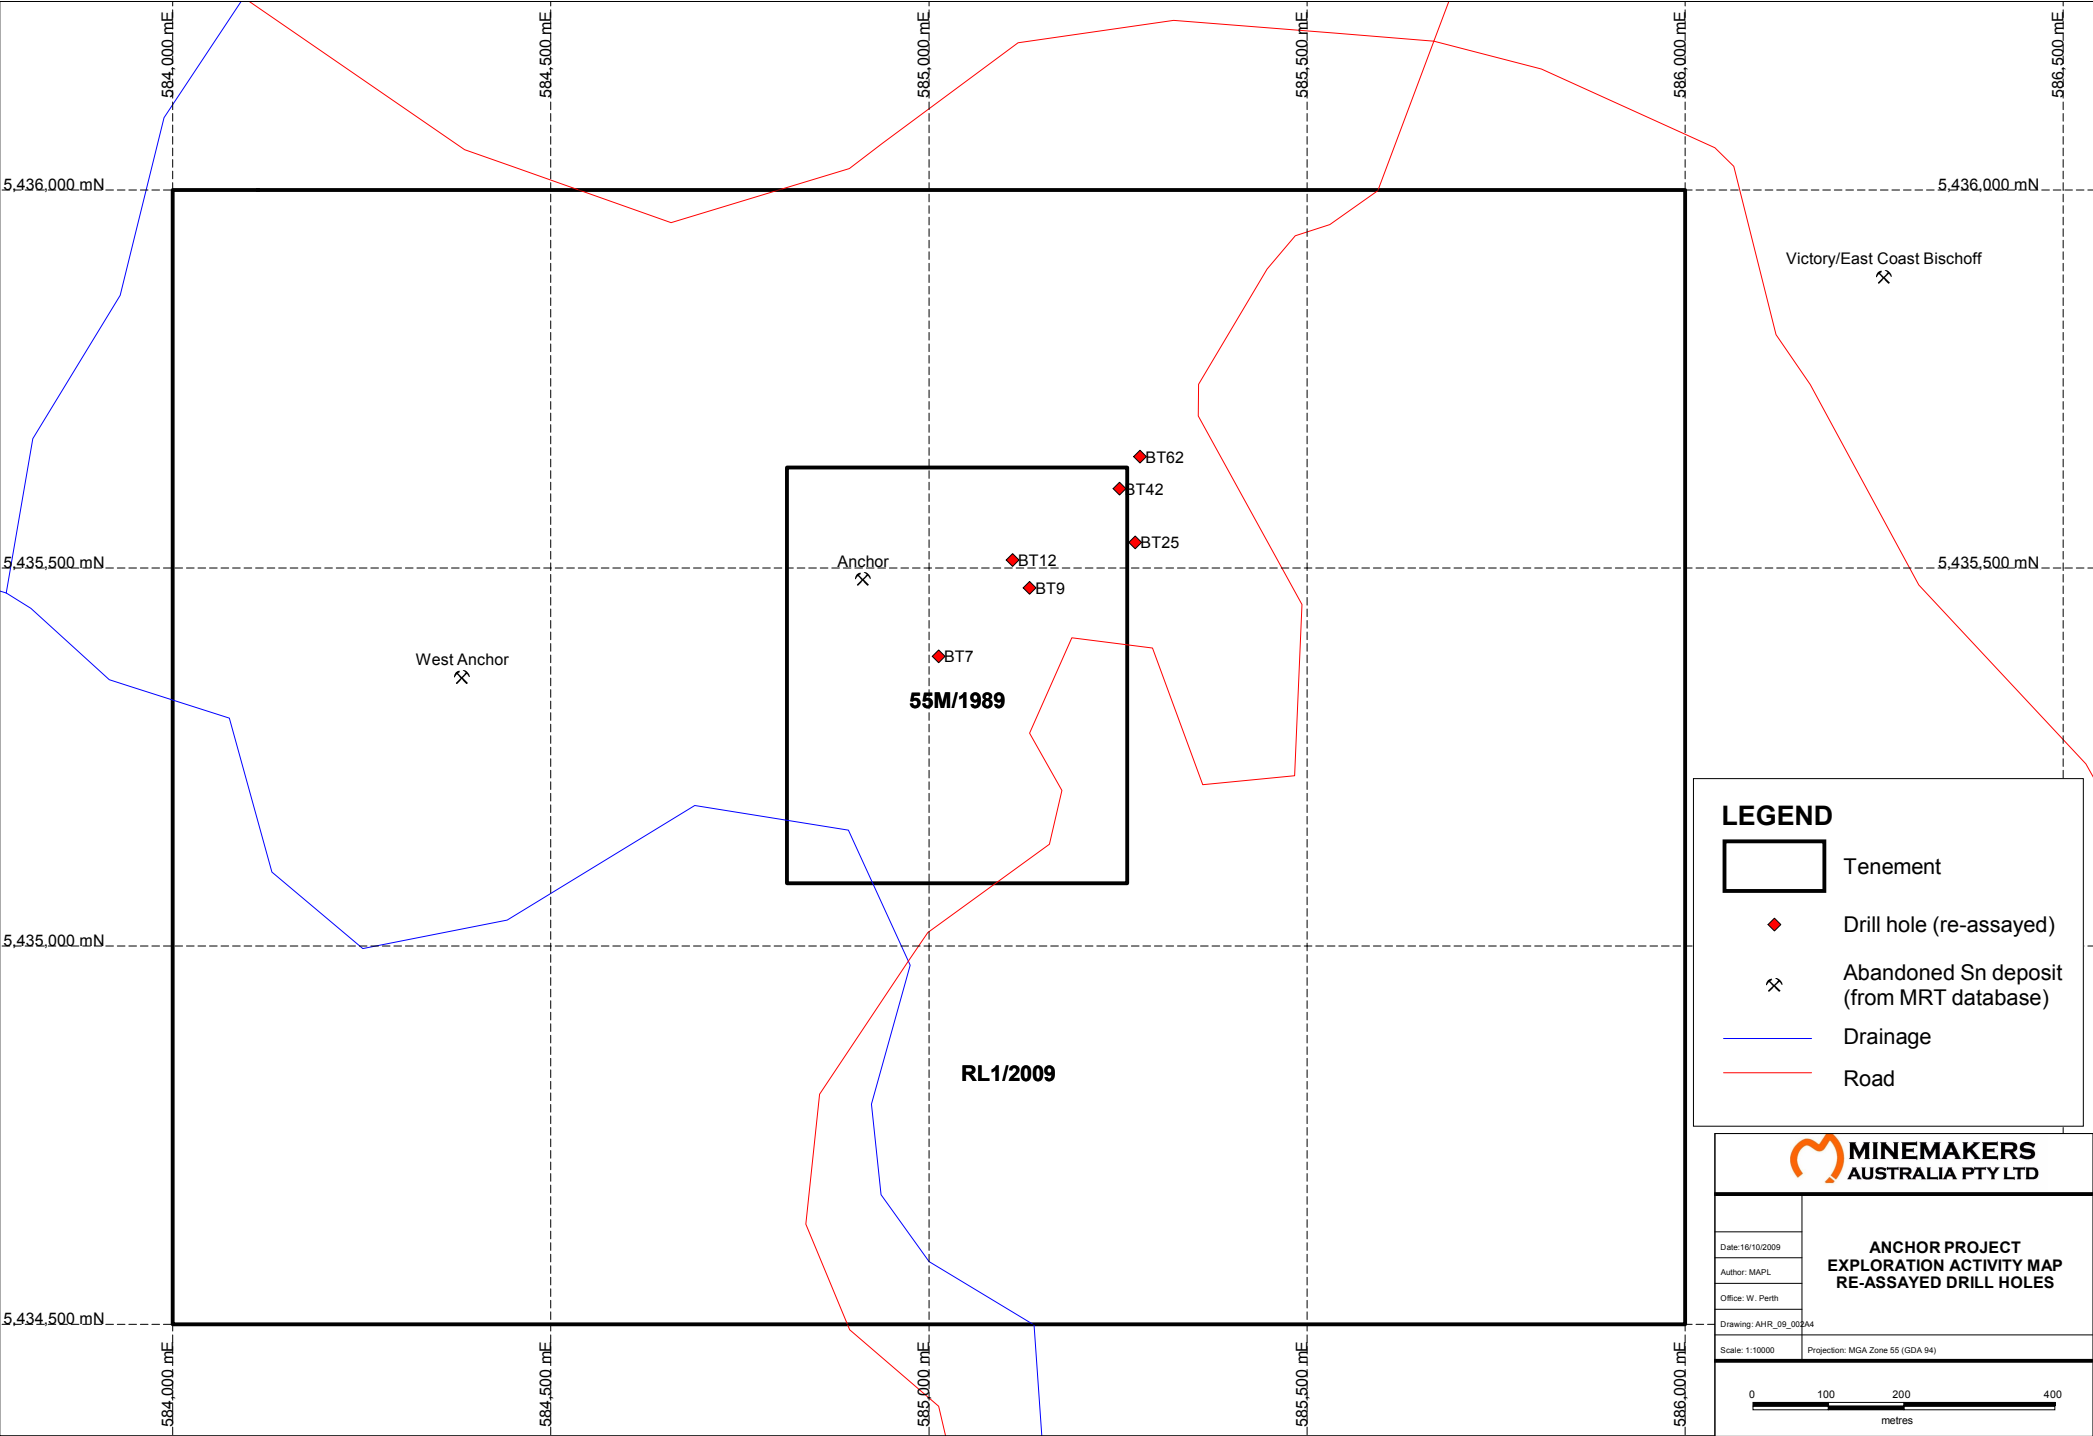 584,000 mE
584,500 mE
585,000 mE
585,500 mE
586,000 mE
586,500 mE
5,436,000 mN
5,436,000 mN
Victory/East Coast Bischoff
BT62
BT42
BT25
5,435,500 mN
Anchor
BT12
5,435,500 mN
BT9
West Anchor
BT7
55M/1989
5,435,000 mN
RL1/2009
5,434,500 mN
584,000 mE
584,500 mE
585,000 mE
585,500 mE
586,000 mE
LEGEND
Tenement
Drill hole (re-assayed)
Abandoned Sn deposit
(from MRT database)
Drainage
Road
MINEMAKERS
AUSTRALIA PTY LTD
Date:16/10/2009
Author: MAPL
Office: W. Perth
Drawing: AHR_09_002A4
Scale: 1:10000
ANCHOR PROJECT
EXPLORATION ACTIVITY MAP
RE-ASSAYED DRILL HOLES
Projection: MGA Zone 55 (GDA 94)
0 100 200 400
metres